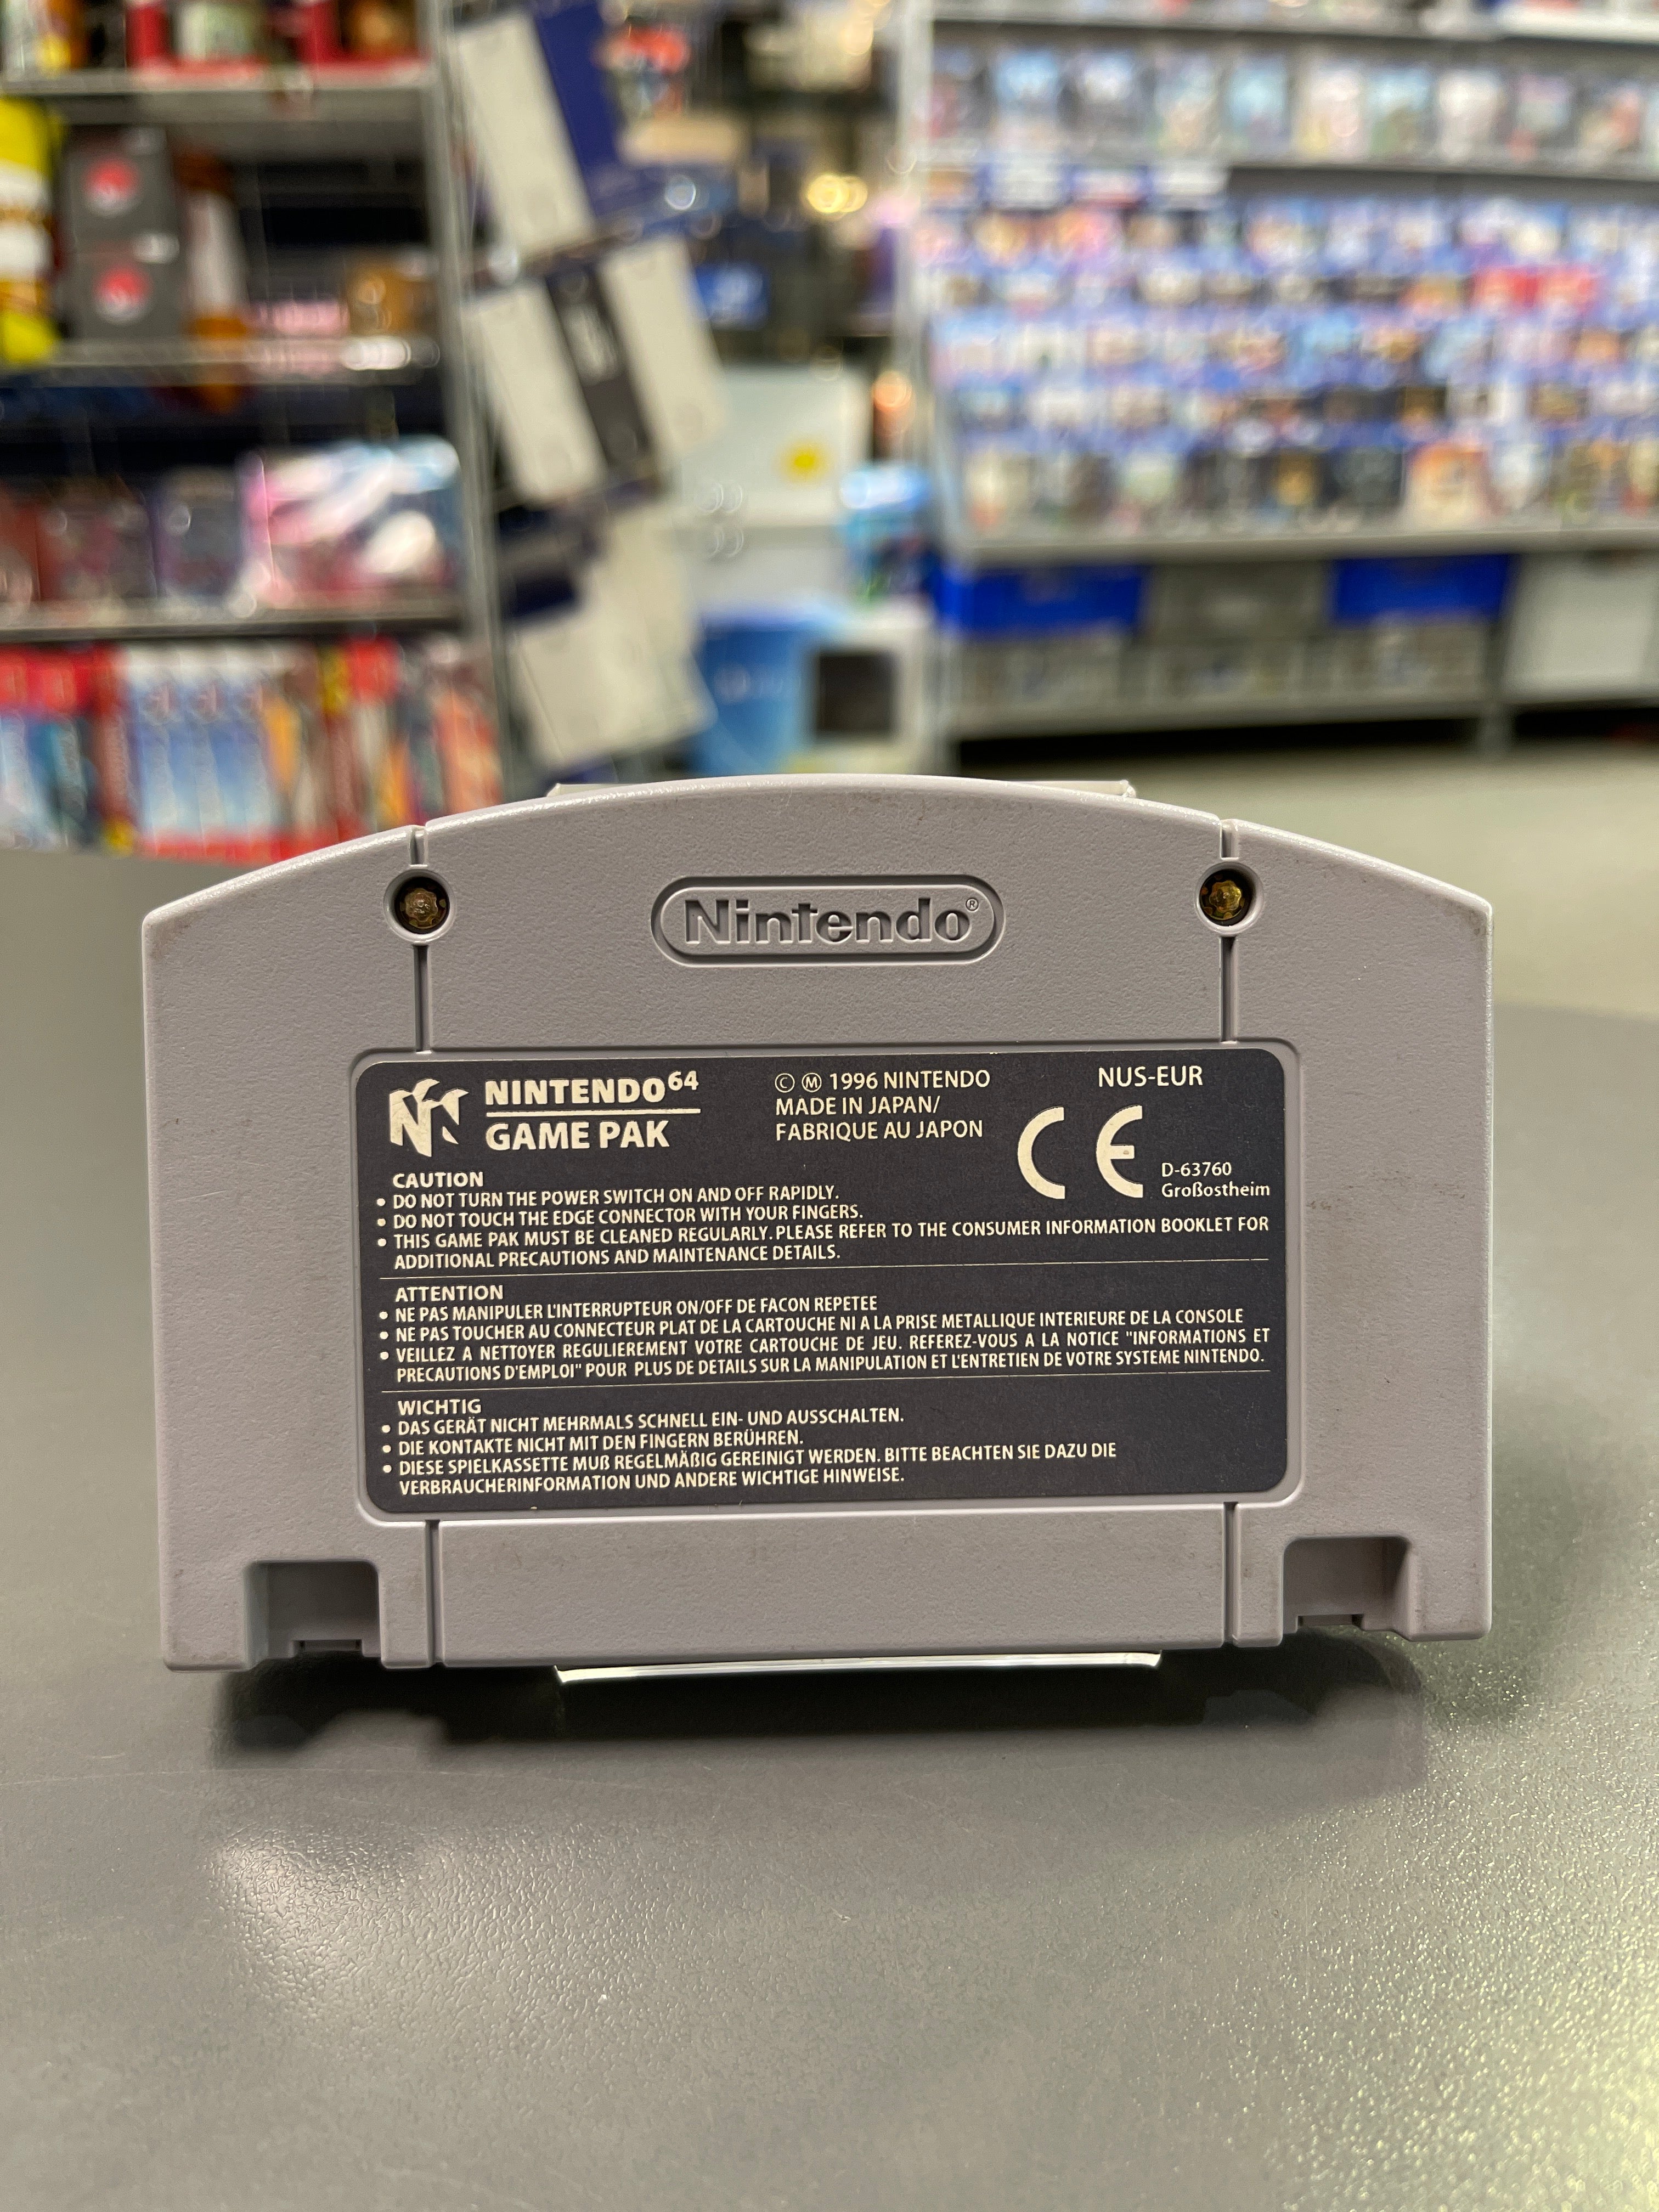 Nintendo®
NINTENDO64
GAME PAK
© Ⓜ 1996 NINTENDO
MADE IN JAPAN/
FABRIQUE AU JAPON
NUS-EUR
CE
D-63760
Großostheim
CAUTION
• DO NOT TURN THE POWER SWITCH ON AND OFF RAPIDLY.
• DO NOT TOUCH THE EDGE CONNECTOR WITH YOUR FINGERS.
• THIS GAME PAK MUST BE CLEANED REGULARLY. PLEASE REFER TO THE CONSUMER INFORMATION BOOKLET FOR
ADDITIONAL PRECAUTIONS AND MAINTENANCE DETAILS.
ATTENTION
• NE PAS MANIPULER L'INTERRUPTEUR ON/OFF DE FACON REPETEE
• NE PAS TOUCHER AU CONNECTEUR PLAT DE LA CARTOUCHE NI A LA PRISE METALLIQUE INTERIEURE DE LA CONSOLE
• VEILLEZ A NETTOYER REGULIEREMENT VOTRE CARTOUCHE DE JEU. REFEREZ-VOUS A LA NOTICE "INFORMATIONS ET
PRECAUTIONS D'EMPLOI" POUR PLUS DE DETAILS SUR LA MANIPULATION ET L'ENTRETIEN DE VOTRE SYSTEME NINTENDO.
WICHTIG
• DAS GERÄT NICHT MEHRMALS SCHNELL EIN- UND AUSSCHALTEN.
• DIE KONTAKTE NICHT MIT DEN FINGERN BERÜHREN.
• DIESE SPIELKASSETTE MUß REGELMÄßIG GEREINIGT WERDEN. BITTE BEACHTEN SIE DAZU DIE
VERBRAUCHERINFORMATION UND ANDERE WICHTIGE HINWEISE.